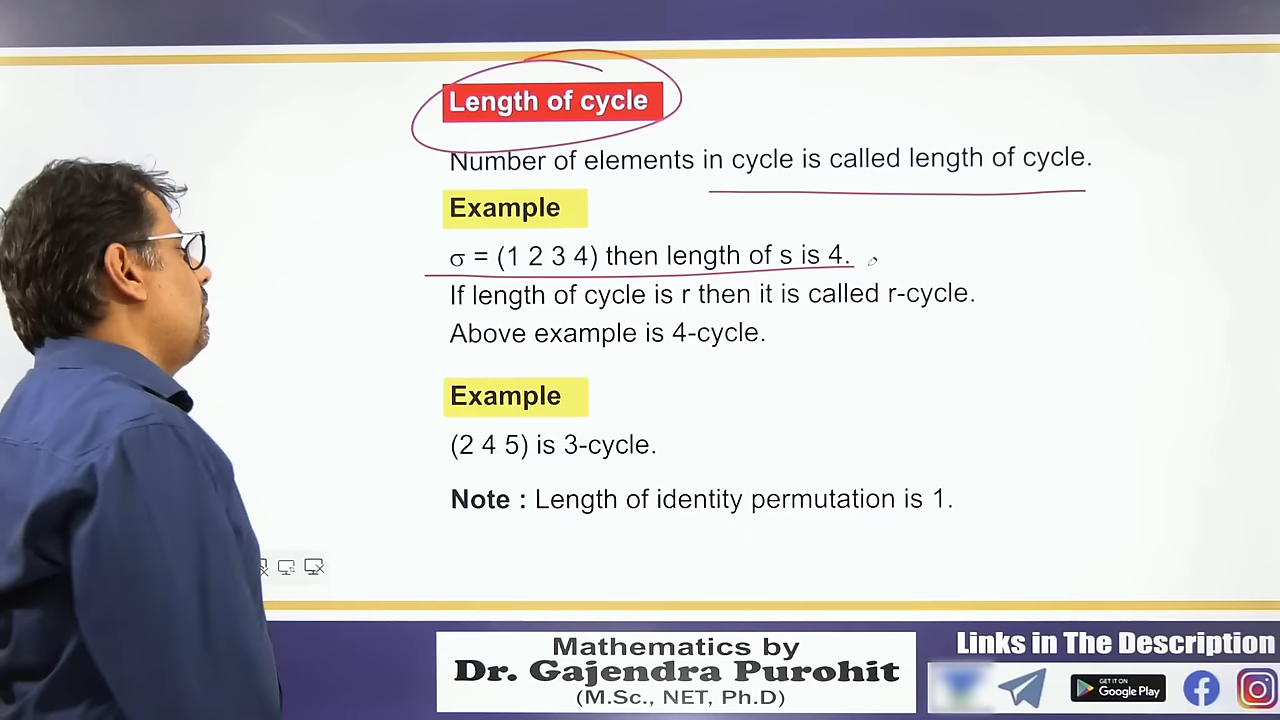 Length of cycle
Number of elements in cycle is called length of cycle.
Example
σ = (1 2 3 4) then length of s is 4.
If length of cycle is r then it is called r-cycle.
Above example is 4-cycle.
Example
(2 4 5) is 3-cycle.
Note : Length of identity permutation is 1.
Mathematics by
Dr. Gajendra Purohit
(M.Sc., NET, Ph.D)
Links in The Description
GET IT ON
Google Play